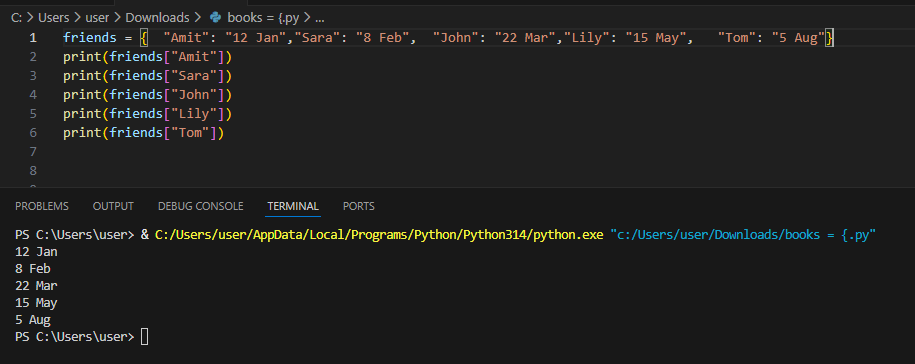 C: > Users > user > Downloads > books = {.py > ...
1 friends = {  "Amit": "12 Jan","Sara": "8 Feb",  "John": "22 Mar","Lily": "15 May",   "Tom": "5 Aug"}
2 print(friends["Amit"])
3 print(friends["Sara"])
4 print(friends["John"])
5 print(friends["Lily"])
6 print(friends["Tom"])
7
8
PROBLEMS OUTPUT DEBUG CONSOLE TERMINAL PORTS
PS C:\Users\user> & C:/Users/user/AppData/Local/Programs/Python/Python314/python.exe "c:/Users/user/Downloads/books = {.py"
12 Jan
8 Feb
22 Mar
15 May
5 Aug
PS C:\Users\user>